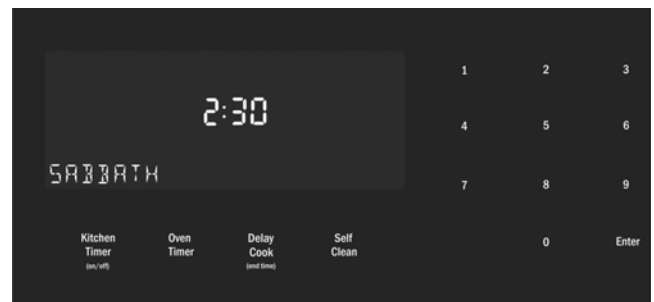 2:30
SABBATH
1 2 3
4 5 6
7 8 9
0 Enter
Kitchen Timer (on/off)
Oven Timer
Delay Cook (end time)
Self Clean